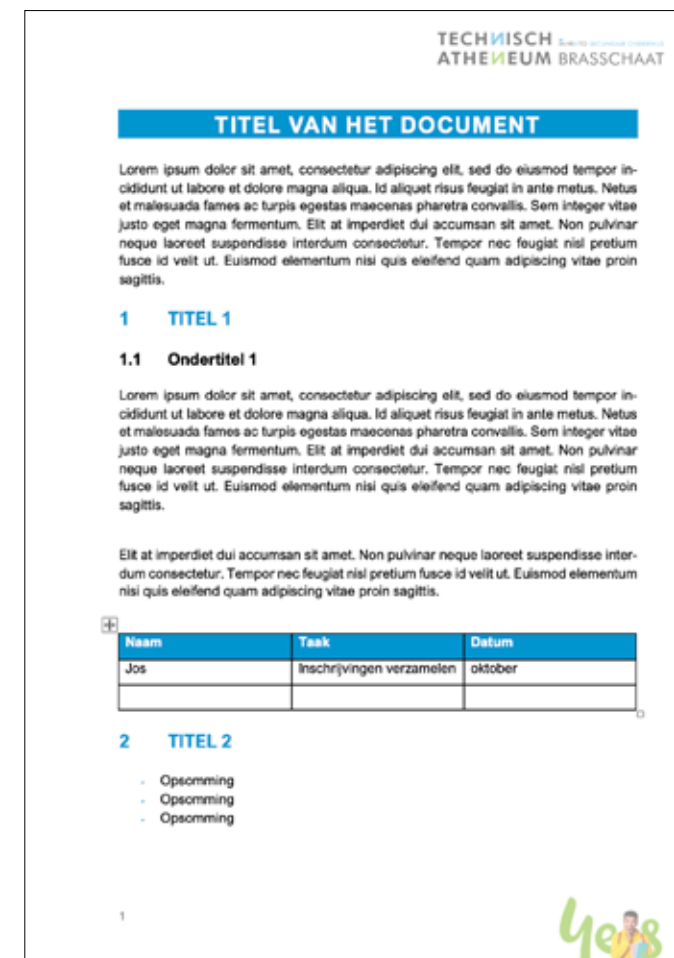 TECHNISCH
ATHENEUM BRASSCHAAT
TITEL VAN HET DOCUMENT
Lorem ipsum dolor sit amet, consectetur adipiscing elit, sed do eiusmod tempor in-
cididunt ut labore et dolore magna aliqua. Id aliquet risus feugiat in ante metus. Netus
et malesuada fames ac turpis egestas maecenas pharetra convallis. Sem integer vitae
justo eget magna fermentum. Elit at imperdiet dui accumsan sit amet. Non pulvinar
neque laoreet suspendisse interdum consectetur. Tempor nec feugiat nisl pretium
fusce id velit ut. Euismod elementum nisi quis eleifend quam adipiscing vitae proin
sagittis.
1 TITEL 1
1.1 Ondertitel 1
Lorem ipsum dolor sit amet, consectetur adipiscing elit, sed do eiusmod tempor in-
cididunt ut labore et dolore magna aliqua. Id aliquet risus feugiat in ante metus. Netus
et malesuada fames ac turpis egestas maecenas pharetra convallis. Sem integer vitae
justo eget magna fermentum. Elit at imperdiet dui accumsan sit amet. Non pulvinar
neque laoreet suspendisse interdum consectetur. Tempor nec feugiat nisl pretium
fusce id velit ut. Euismod elementum nisi quis eleifend quam adipiscing vitae proin
sagittis.
Elit at imperdiet dui accumsan sit amet. Non pulvinar neque laoreet suspendisse inter-
dum consectetur. Tempor nec feugiat nisl pretium fusce id velit ut. Euismod elementum
nisi quis eleifend quam adipiscing vitae proin sagittis.
Naam Taak Datum
Jos Inschrijvingen verzamelen oktober
2 TITEL 2
- Opsomming
- Opsomming
- Opsomming
1